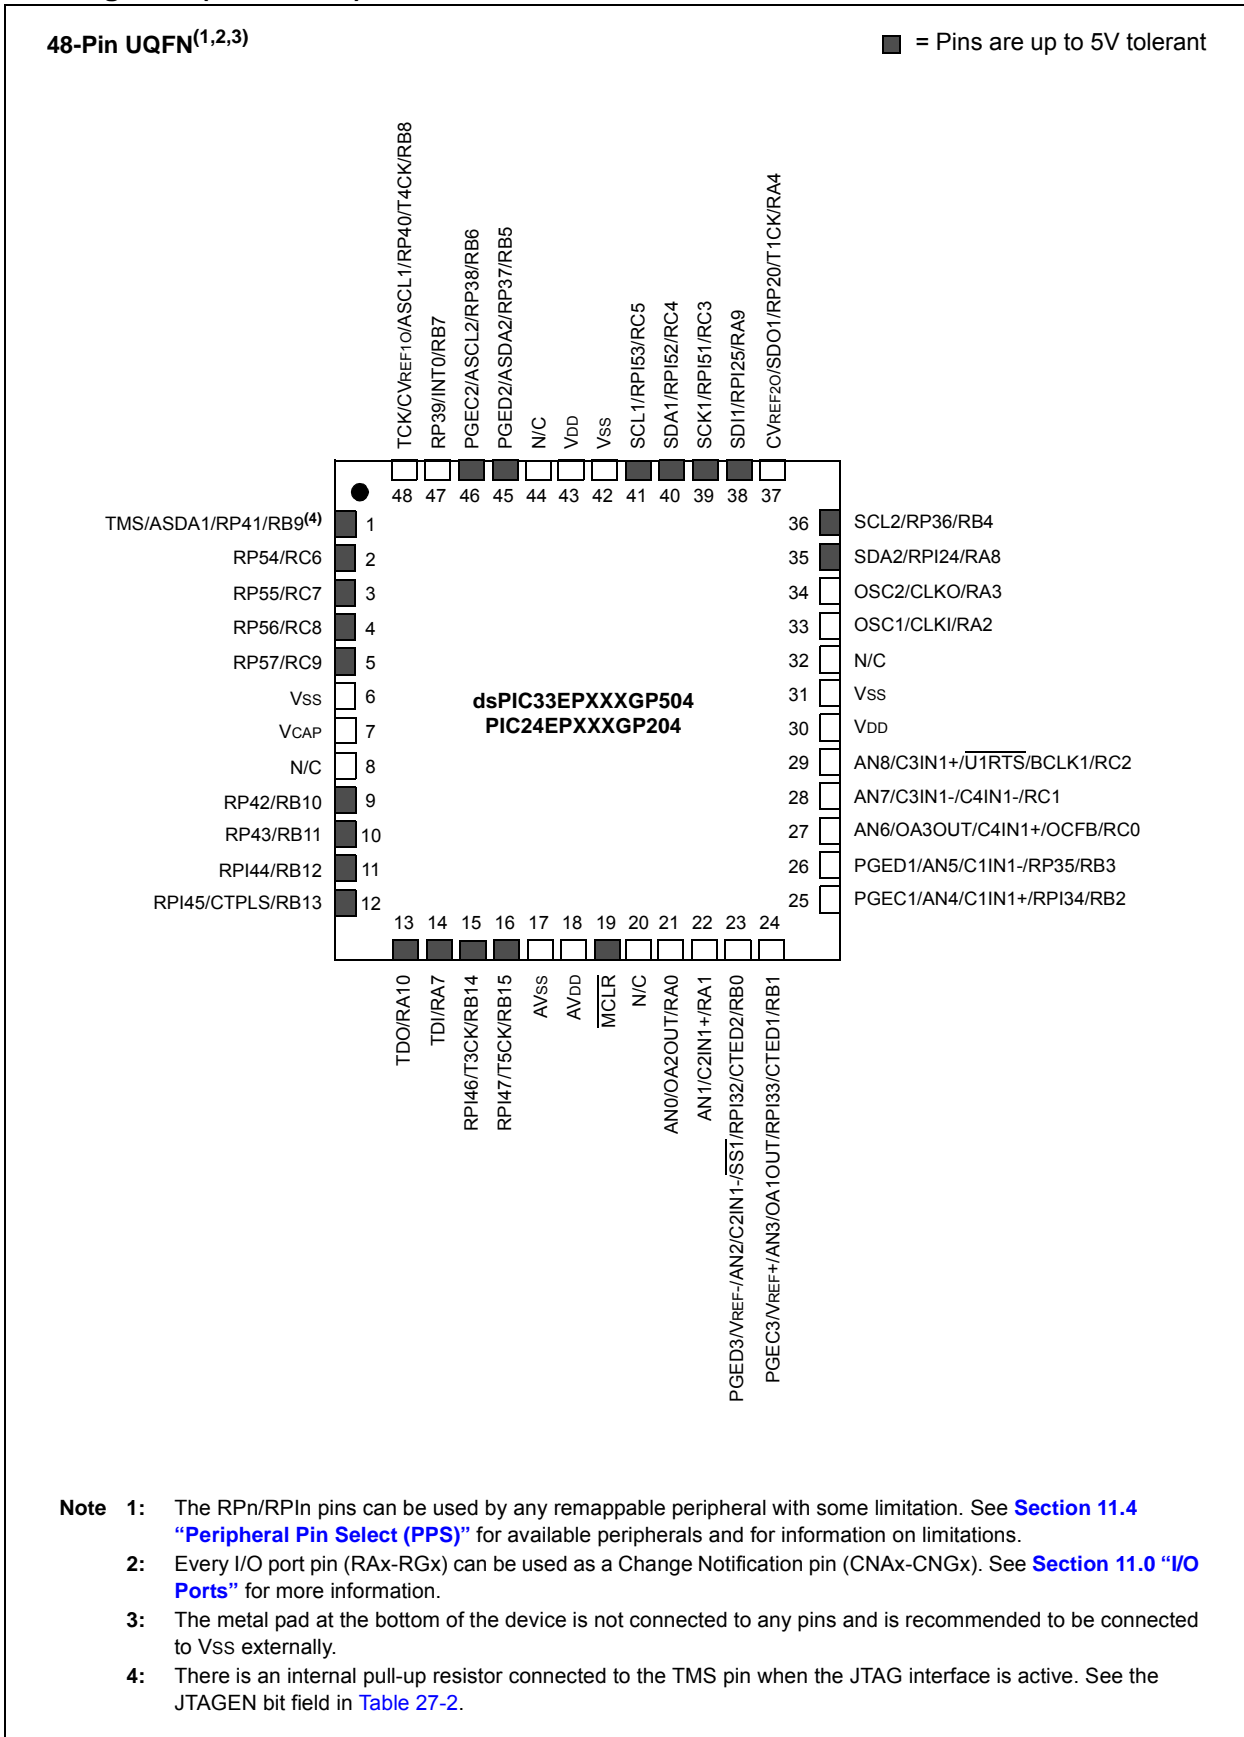 48-Pin UQFN(1,2,3)
= Pins are up to 5V tolerant
TCK/CVREF1O/ASCL1/RP40/T4CK/RB8
RP39/INT0/RB7
PGEC2/ASCL2/RP38/RB6
PGED2/ASDA2/RP37/RB5
N/C
VDD
VSS
SCL1/RPI53/RC5
SDA1/RPI52/RC4
SCK1/RPI51/RC3
SDI1/RPI25/RA9
CVREF2O/SDO1/RP20/T1CK/RA4
48 47 46 45 44 43 42 41 40 39 38 37
TMS/ASDA1/RP41/RB9(4) 1
RP54/RC6 2
RP55/RC7 3
RP56/RC8 4
RP57/RC9 5
VSS 6
VCAP 7
N/C 8
RP42/RB10 9
RP43/RB11 10
RPI44/RB12 11
RPI45/CTPLS/RB13 12
dsPIC33EPXXXGP504
PIC24EPXXXGP204
36 SCL2/RP36/RB4
35 SDA2/RPI24/RA8
34 OSC2/CLKO/RA3
33 OSC1/CLKI/RA2
32 N/C
31 VSS
30 VDD
29 AN8/C3IN1+/U1RTS/BCLK1/RC2
28 AN7/C3IN1-/C4IN1-/RC1
27 AN6/OA3OUT/C4IN1+/OCFB/RC0
26 PGED1/AN5/C1IN1-/RP35/RB3
25 PGEC1/AN4/C1IN1+/RPI34/RB2
13 14 15 16 17 18 19 20 21 22 23 24
TDO/RA10
TDI/RA7
RPI46/T3CK/RB14
RPI47/T5CK/RB15
AVSS
AVDD
MCLR
N/C
AN0/OA2OUT/RA0
AN1/C2IN1+/RA1
PGED3/VREF-/AN2/C2IN1-/SS1/RPI32/CTED2/RB0
PGEC3/VREF+/AN3/OA1OUT/RPI33/CTED1/RB1
Note 1: The RPn/RPIn pins can be used by any remappable peripheral with some limitation. See Section 11.4
“Peripheral Pin Select (PPS)” for available peripherals and for information on limitations.
2: Every I/O port pin (RAx-RGx) can be used as a Change Notification pin (CNAx-CNGx). See Section 11.0 “I/O
Ports” for more information.
3: The metal pad at the bottom of the device is not connected to any pins and is recommended to be connected
to VSS externally.
4: There is an internal pull-up resistor connected to the TMS pin when the JTAG interface is active. See the
JTAGEN bit field in Table 27-2.